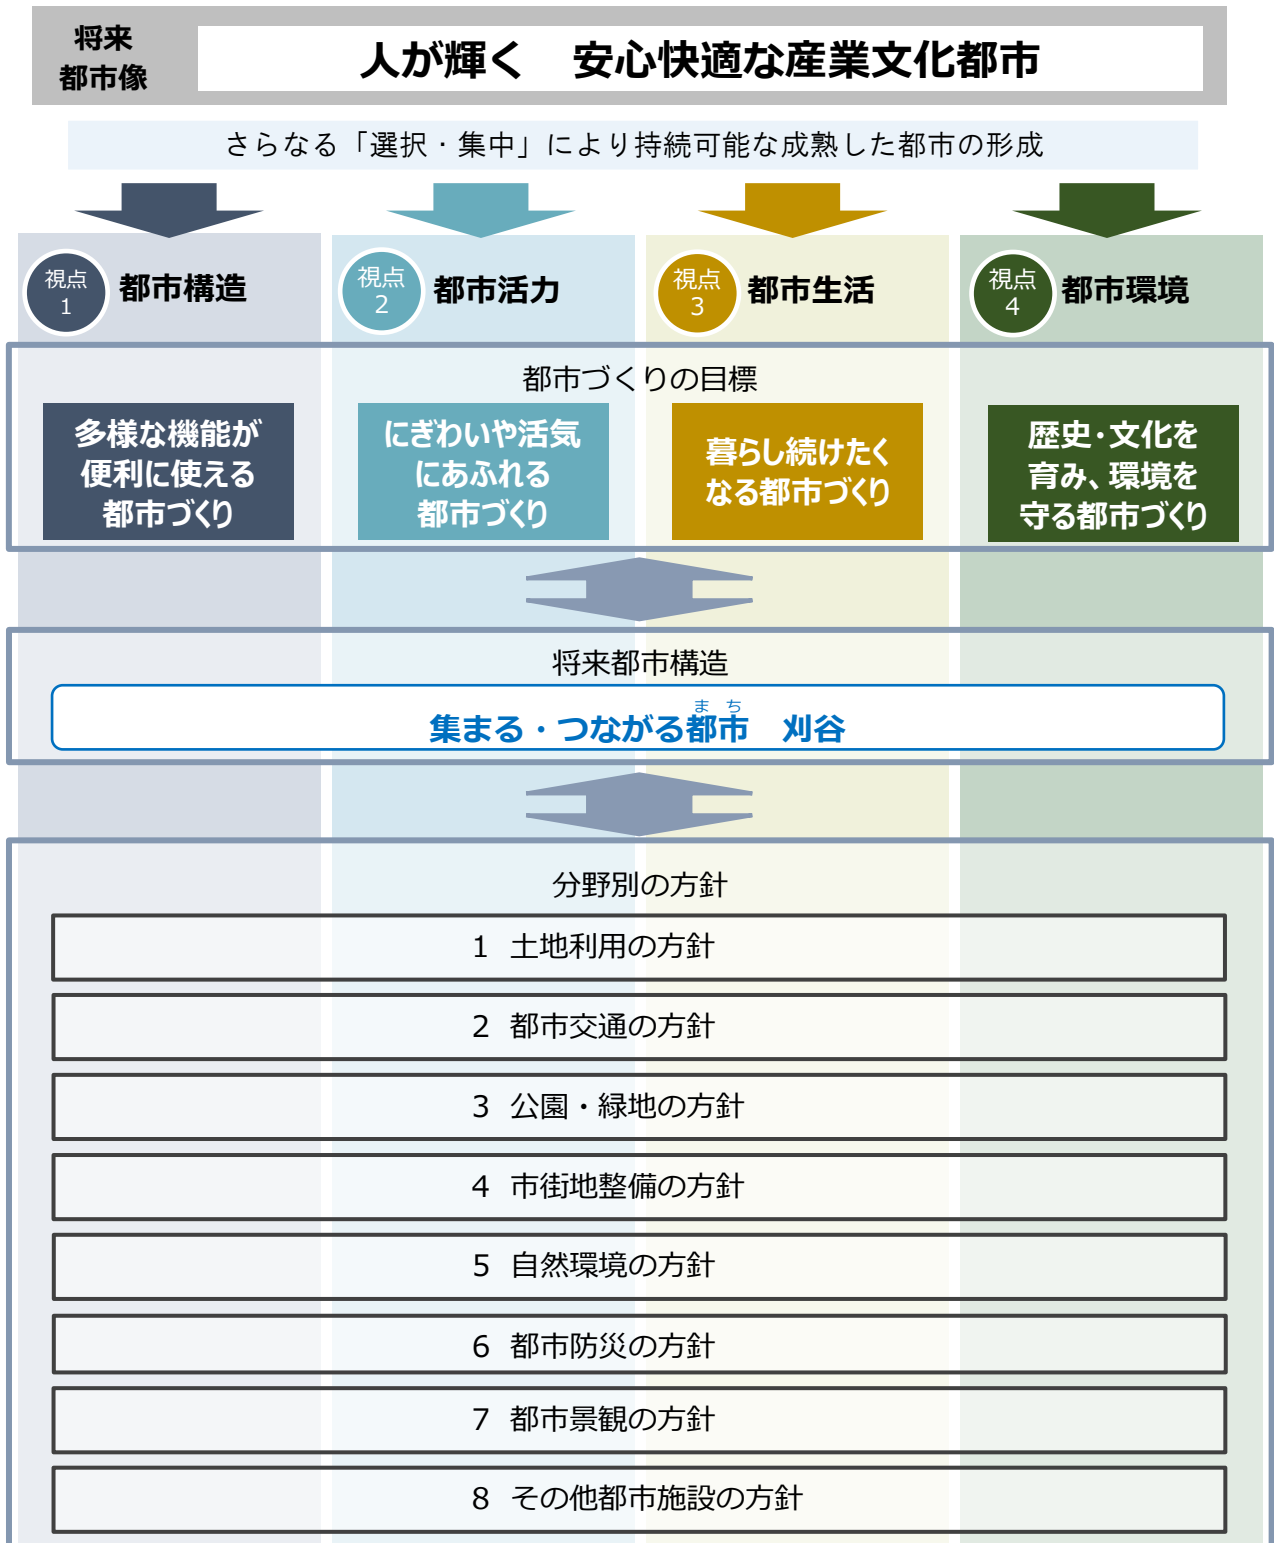 将来
都市像
人が輝く　安心快適な産業文化都市
さらなる「選択・集中」により持続可能な成熟した都市の形成
視点
1
都市構造
視点
2
都市活力
視点
3
都市生活
視点
4
都市環境
都市づくりの目標
多様な機能が
便利に使える
都市づくり
にぎわいや活気
にあふれる
都市づくり
暮らし続けたく
なる都市づくり
歴史・文化を
育み、環境を
守る都市づくり
将来都市構造
まち
集まる・つながる都市　刈谷
分野別の方針
1 土地利用の方針
2 都市交通の方針
3 公園・緑地の方針
4 市街地整備の方針
5 自然環境の方針
6 都市防災の方針
7 都市景観の方針
8 その他都市施設の方針